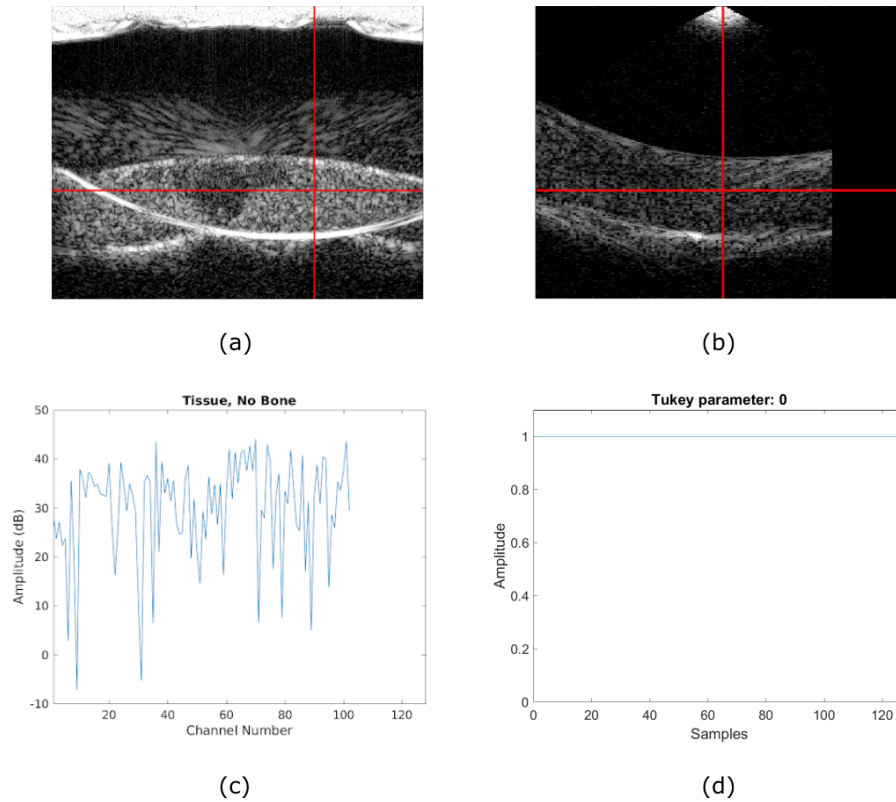 (a)
(b)
Tissue, No Bone
Amplitude (dB)
50
40
30
20
10
0
-10
20
40
60
80
100
120
Channel Number
(c)
Tukey parameter: 0
Amplitude
1
0.8
0.6
0.4
0.2
0
0
20
40
60
80
100
120
Samples
(d)